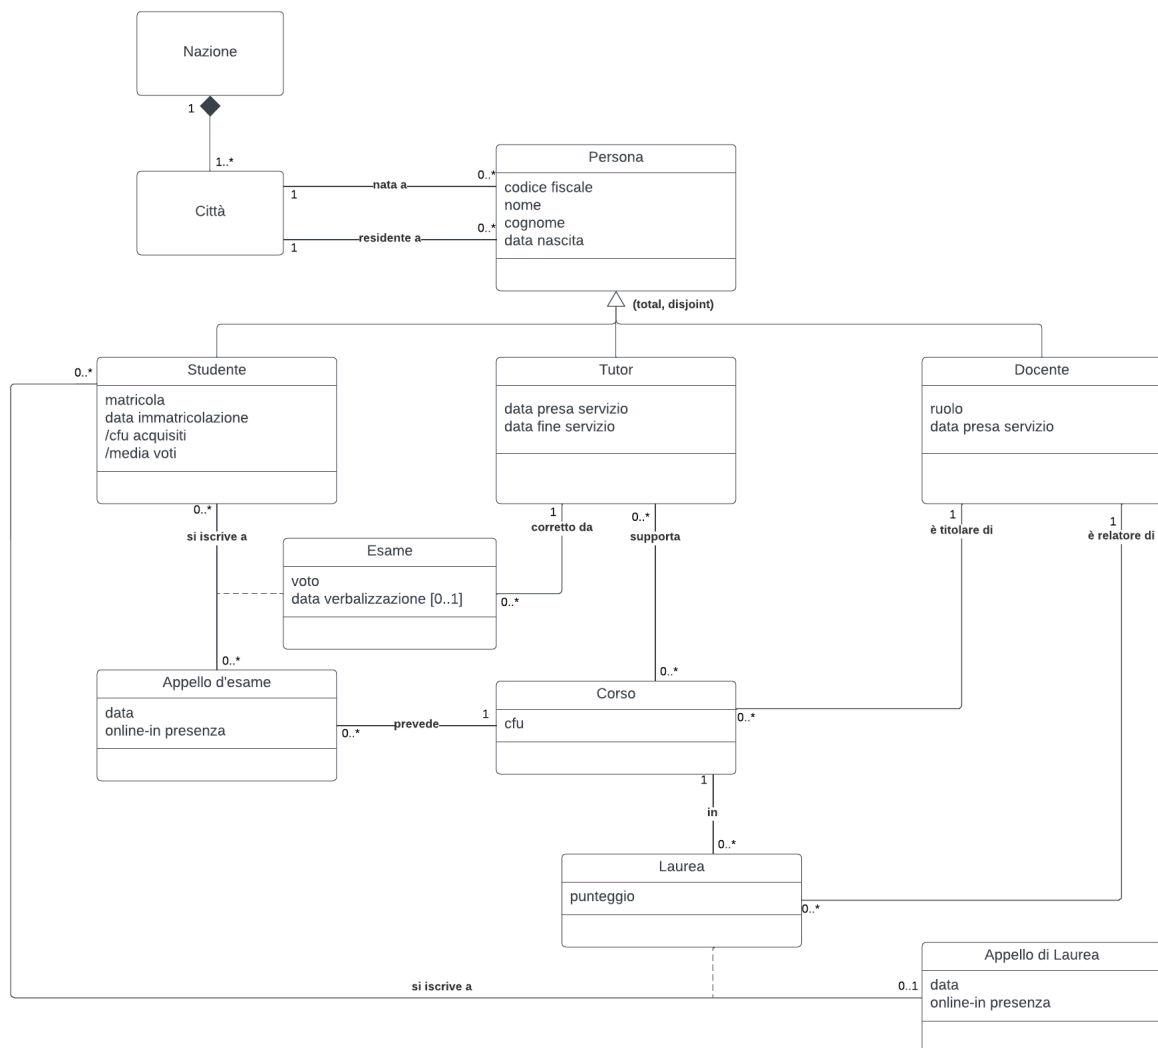 Nazione
1
1..*
Città
nata a
1
0..*
residente a
1
0..*
Persona
codice fiscale
nome
cognome
data nascita
(total, disjoint)
0..*
Studente
matricola
data immatricolazione
/cfu acquisiti
/media voti
Tutor
data presa servizio
data fine servizio
Docente
ruolo
data presa servizio
0..*
si iscrive a
1
corretto da
0..*
supporta
1
è titolare di
1
è relatore di
Esame
voto
data verbalizzazione [0..1]
0..*
0..*
Appello d'esame
data
online-in presenza
0..*
prevede
1
0..*
Corso
cfu
0..*
1
in
0..*
Laurea
punteggio
0..*
si iscrive a
0..1
Appello di Laurea
data
online-in presenza